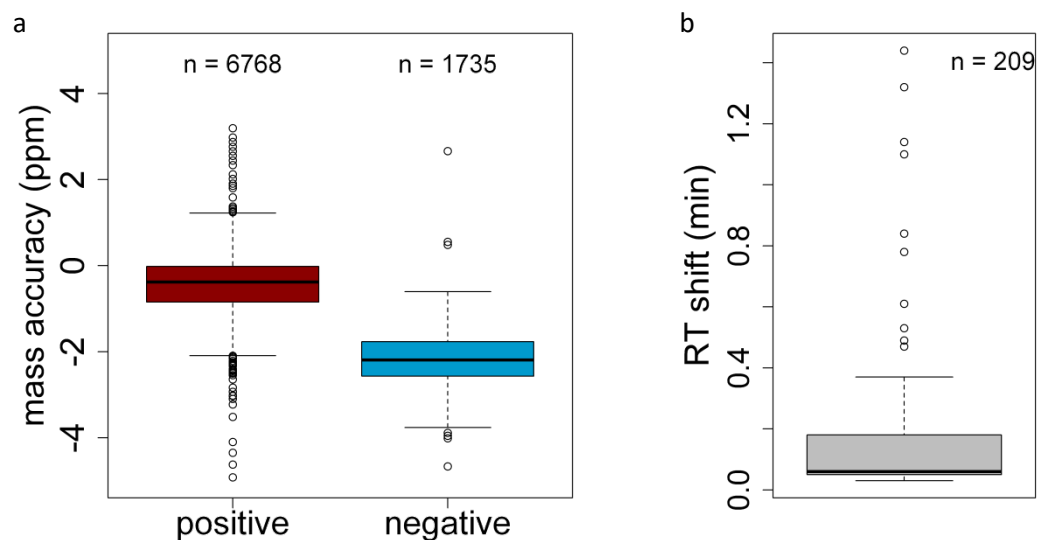 a
n = 6768
n = 1735
mass accuracy (ppm)
4
2
0
-2
-4
positive
negative
b
n = 209
RT shift (min)
1.2
0.8
0.4
0.0